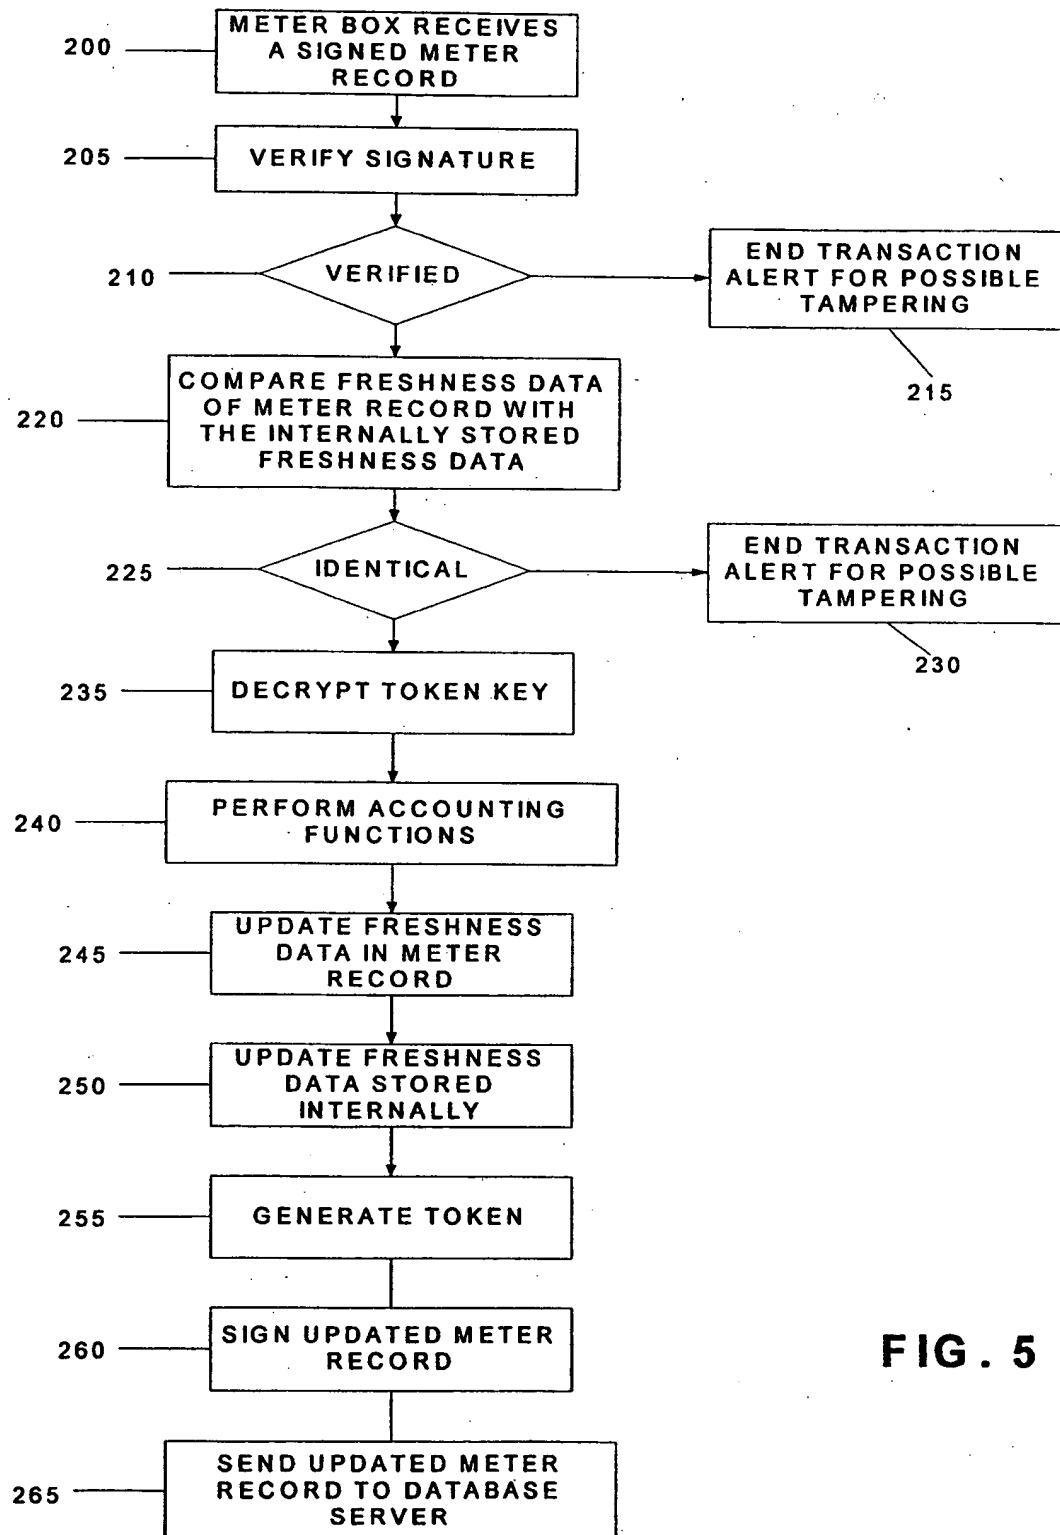 METER BOX RECEIVES
A SIGNED METER
RECORD
200
VERIFY SIGNATURE
205
VERIFIED
210
END TRANSACTION
ALERT FOR POSSIBLE
TAMPERING
215
COMPARE FRESHNESS DATA
OF METER RECORD WITH
THE INTERNALLY STORED
FRESHNESS DATA
220
IDENTICAL
225
END TRANSACTION
ALERT FOR POSSIBLE
TAMPERING
230
DECRYPT TOKEN KEY
235
PERFORM ACCOUNTING
FUNCTIONS
240
UPDATE FRESHNESS
DATA IN METER
RECORD
245
UPDATE FRESHNESS
DATA STORED
INTERNALLY
250
GENERATE TOKEN
255
SIGN UPDATED METER
RECORD
260
FIG. 5
SEND UPDATED METER
RECORD TO DATABASE
SERVER
265